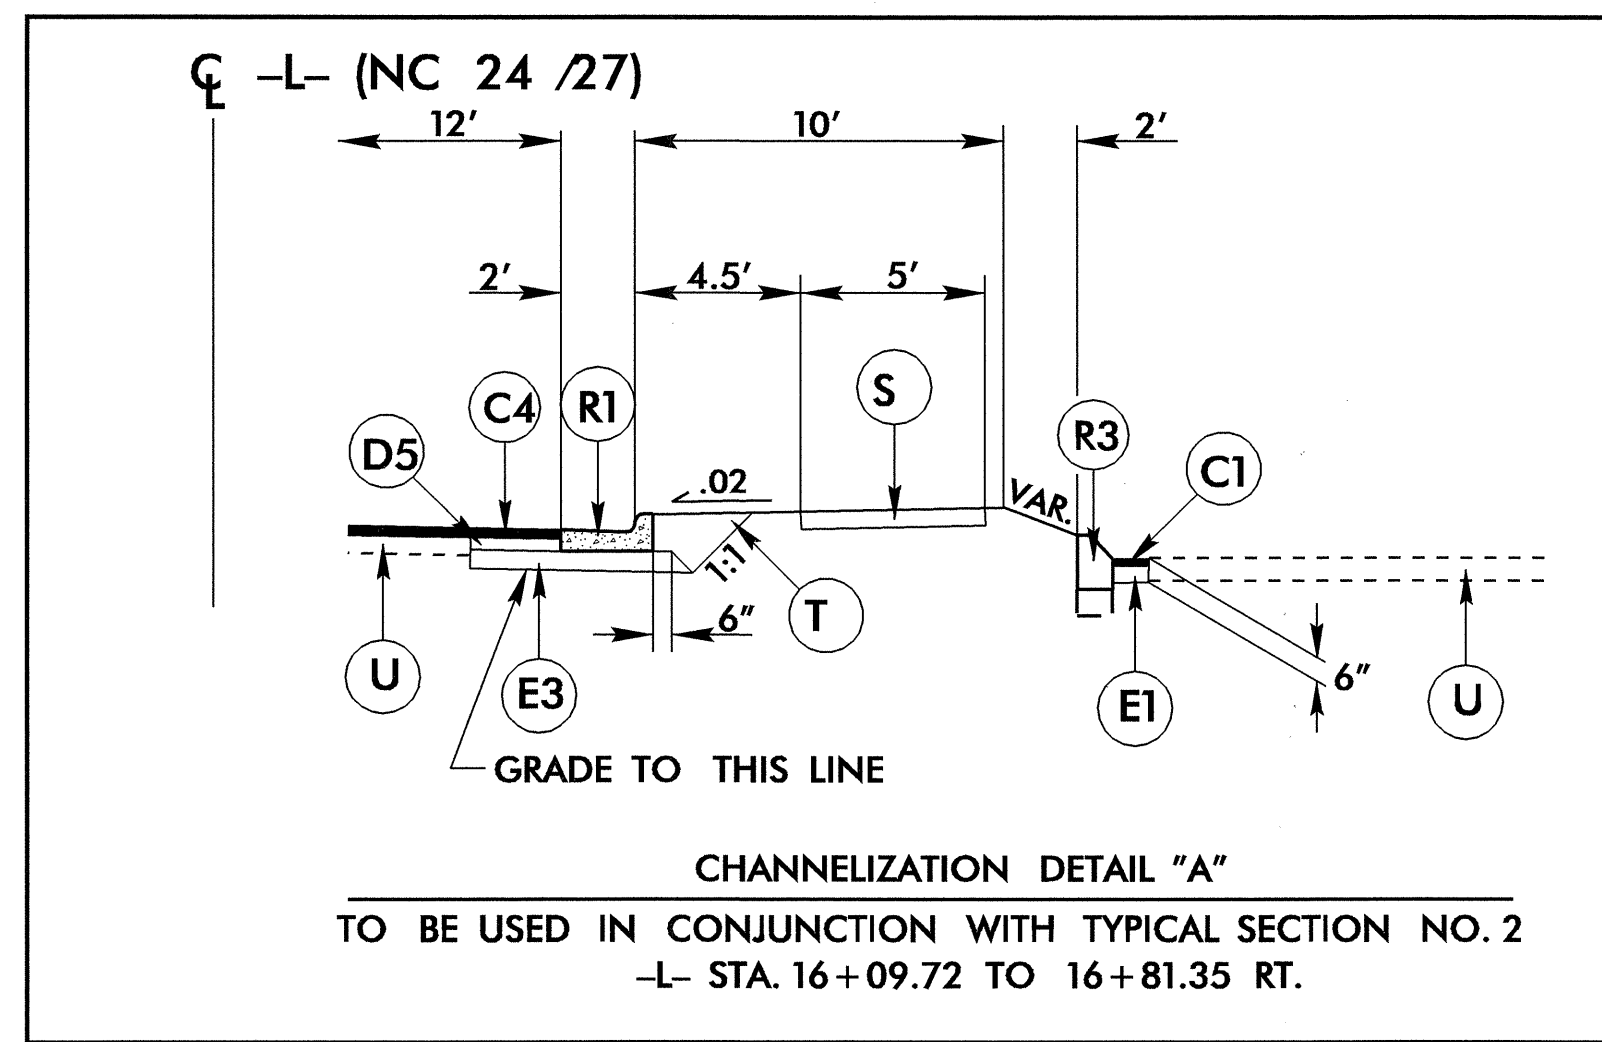 ℄ –L– (NC 24 /27)
12'
10'
2'
2'
4.5'
5'
S
C4
R1
D5
R3
C1
.02
VAR.
1:1
6"
T
U
E3
E1
6"
U
GRADE TO THIS LINE
CHANNELIZATION DETAIL "A"
TO BE USED IN CONJUNCTION WITH TYPICAL SECTION NO. 2
–L– STA. 16+09.72 TO 16+81.35 RT.